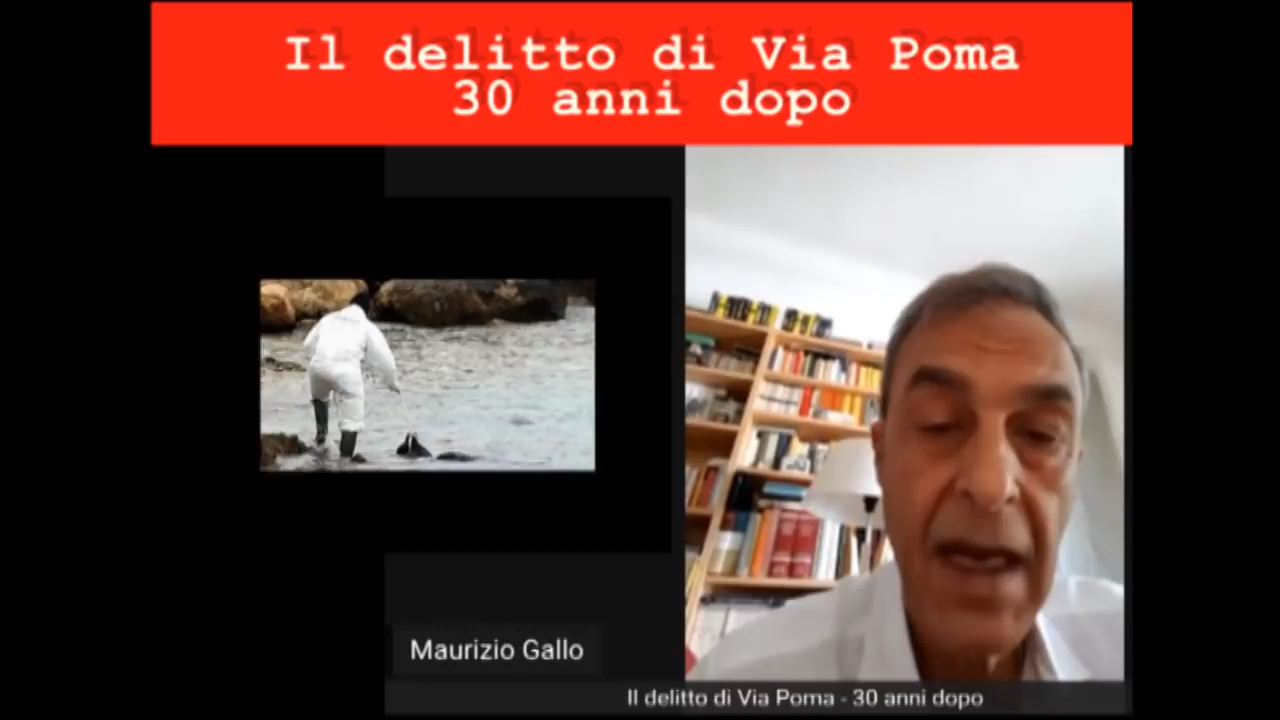 Il delitto di Via Poma
30 anni dopo
Maurizio Gallo
Il delitto di Via Poma - 30 anni dopo